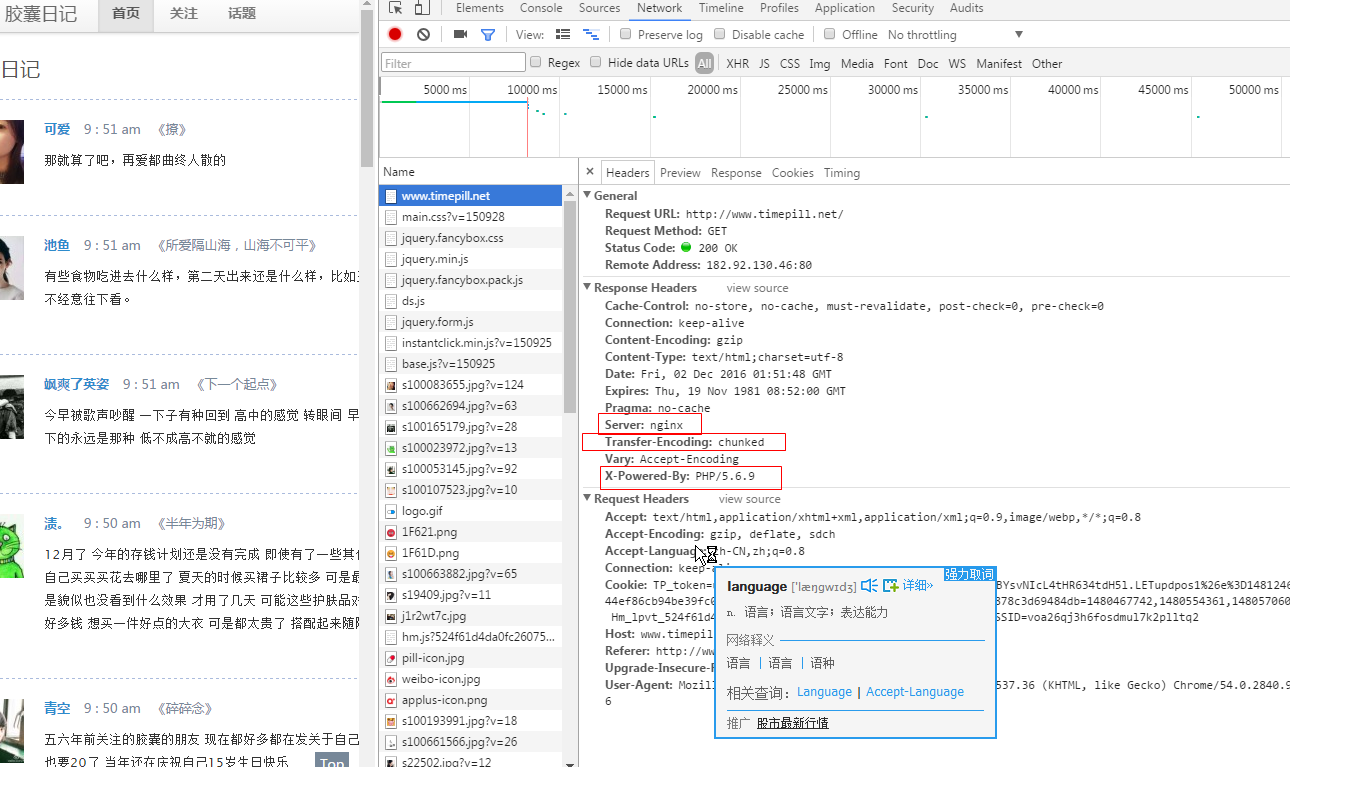 胶囊日记
首页
关注
话题
日记
可爱 9 : 51 am 《撩》
那就算了吧，再爱都曲终人散的
池鱼 9 : 51 am 《所爱隔山海，山海不可平》
有些食物吃进去什么样，第二天出来还是什么样，比如
不经意往下看。
飒爽了英姿 9 : 51 am 《下一个起点》
今早被歌声吵醒 一下子有种回到 高中的感觉 转眼间 早
下的永远是那种 低不成高不就的感觉
渍。 9 : 50 am 《半年为期》
12月了 今年的存钱计划还是没有完成 即使有了一些其
自己买买买花去哪里了 夏天的时候买裙子比较多 可是最
是貌似也没看到什么效果 才用了几天 可能这些护肤品对
好多钱 想买一件好点的大衣 可是都太贵了 搭配起来随
青空 9 : 50 am 《碎碎念》
五六年前关注的胶囊的朋友 现在都好多都在发关于自己
也要20了 当年还在庆祝自己15岁生日快乐
Top
Elements Console Sources Network Timeline Profiles Application Security Audits
View: Preserve log Disable cache Offline No throttling ▼
Filter Regex Hide data URLs All XHR JS CSS Img Media Font Doc WS Manifest Other
5000 ms 10000 ms 15000 ms 20000 ms 25000 ms 30000 ms 35000 ms 40000 ms 45000 ms 50000 ms
Name
www.timepill.net
main.css?v=150928
jquery.fancybox.css
jquery.min.js
jquery.fancybox.pack.js
ds.js
jquery.form.js
instantclick.min.js?v=150925
base.js?v=150925
s100083655.jpg?v=124
s100662694.jpg?v=63
s100165179.jpg?v=28
s100023972.jpg?v=13
s100053145.jpg?v=92
s100107523.jpg?v=10
logo.gif
1F621.png
1F61D.png
s100663882.jpg?v=65
s19409.jpg?v=11
j1r2wt7c.jpg
hm.js?524f61d4da0fc26075...
pill-icon.jpg
weibo-icon.jpg
applus-icon.png
s100193991.jpg?v=18
s100661566.jpg?v=26
s22502.jpg?v=12
× Headers Preview Response Cookies Timing
General
Request URL: http://www.timepill.net/
Request Method: GET
Status Code: 200 OK
Remote Address: 182.92.130.46:80
Response Headers view source
Cache-Control: no-store, no-cache, must-revalidate, post-check=0, pre-check=0
Connection: keep-alive
Content-Encoding: gzip
Content-Type: text/html;charset=utf-8
Date: Fri, 02 Dec 2016 01:51:48 GMT
Expires: Thu, 19 Nov 1981 08:52:00 GMT
Pragma: no-cache
Server: nginx
Transfer-Encoding: chunked
Vary: Accept-Encoding
X-Powered-By: PHP/5.6.9
Request Headers view source
Accept: text/html,application/xhtml+xml,application/xml;q=0.9,image/webp,*/*;q=0.8
Accept-Encoding: gzip, deflate, sdch
Accept-Language: zh-CN,zh;q=0.8
Connection: keep-
Cookie: TP_token= BYsvNIcL4tHR634tdH51.LETupdpos1%26e%3D148124
44ef86cb94be39fc 378c3d69484db=1480467742,1480554361,148057060
Hm_lpvt_524f61d4 SSID=voa26qj3h6fosdmul7k2plltq2
Host: www.timepil
Referer: http://ww
Upgrade-Insecure-
User-Agent: Mozil 537.36 (KHTML, like Gecko) Chrome/54.0.2840.9
6
强力取词
language ['læŋgwɪdʒ] 详细»
n. 语言；语言文字；表达能力
网络释义
语言 | 语言 | 语种
相关查询： Language | Accept-Language
推广 股市最新行情